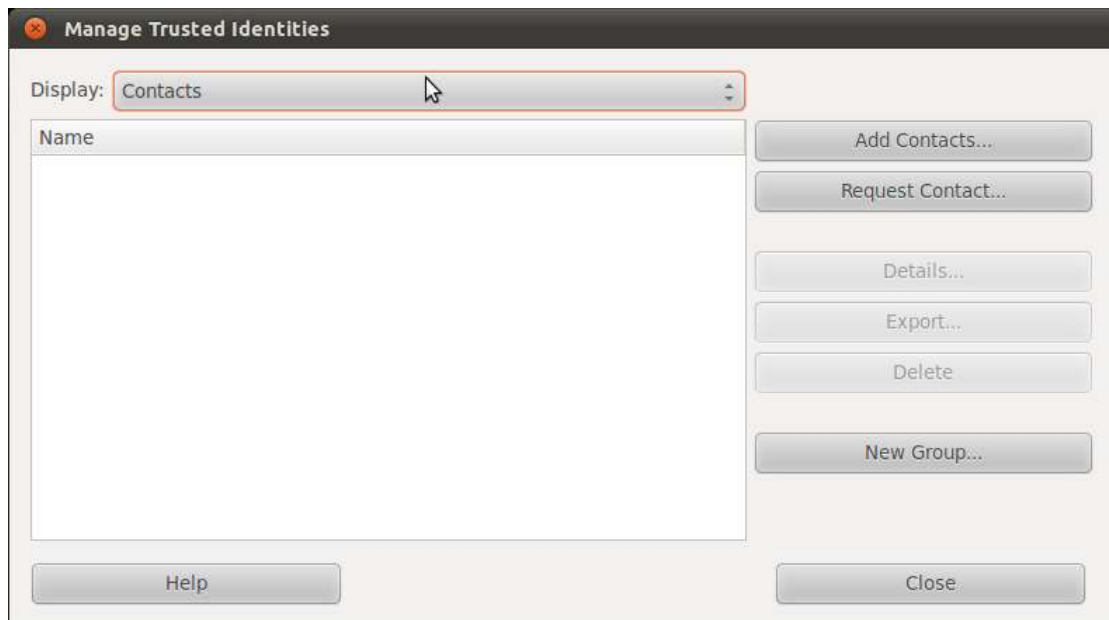 Manage Trusted Identities
Display: Contacts
Name
Add Contacts...
Request Contact...
Details...
Export...
Delete
New Group...
Help
Close